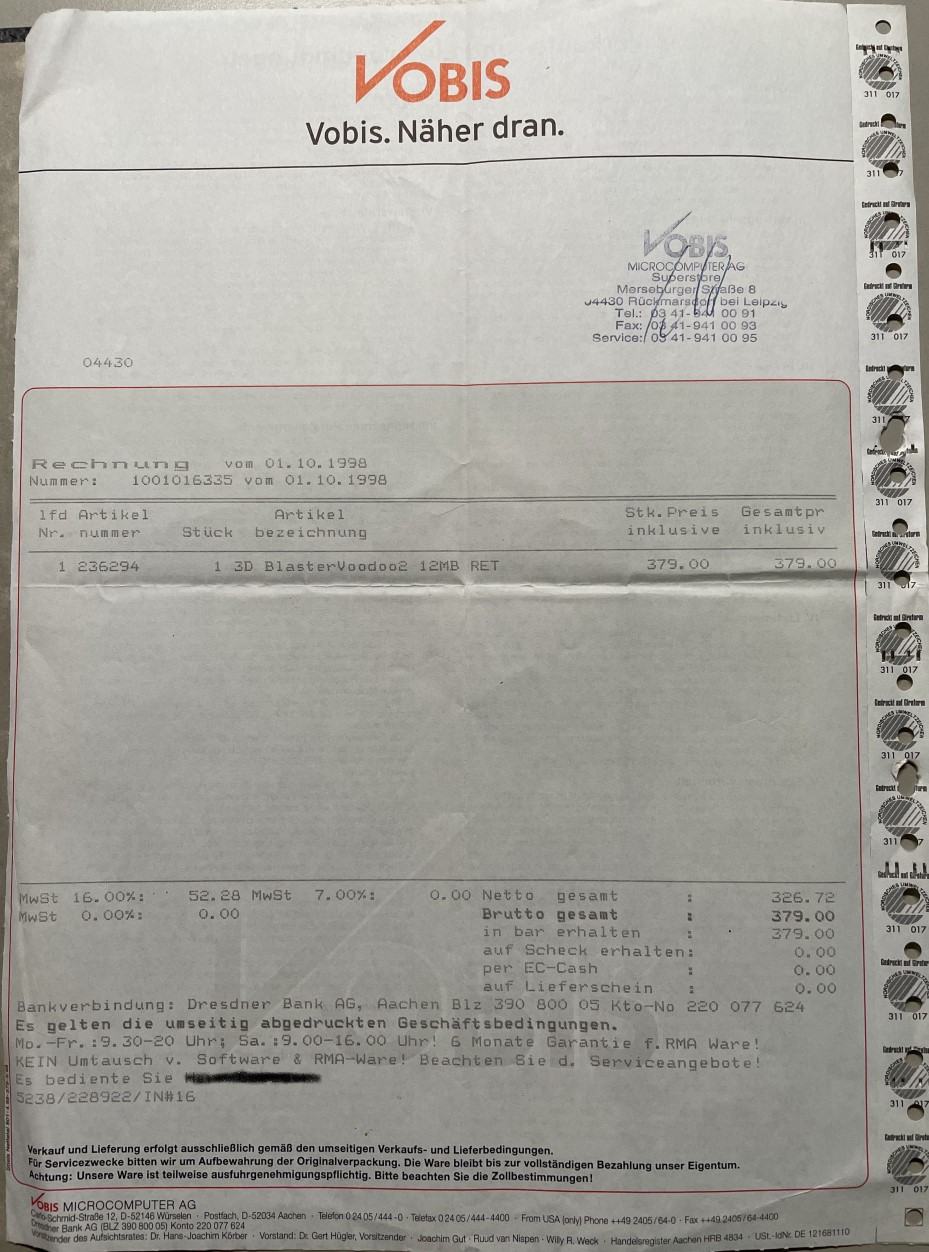 VOBIS
Vobis. Näher dran.
VOBIS
MICROCOMPUTER AG
Superstore
Merseburger Straße 8
04430 Rückmarsdorf bei Leipzig
Tel.: 03 41-941 00 91
Fax: 03 41-941 00 93
Service: 03 41-941 00 95
04430
Rechnung vom 01.10.1998
Nummer: 1001016335 vom 01.10.1998
lfd Artikel Artikel Stk.Preis Gesamtpr
Nr. nummer Stück bezeichnung inklusive inklusiv
1 236294 1 3D BlasterVoodoo2 12MB RET 379.00 379.00
MwSt 16.00%: 52.28 MwSt 7.00%: 0.00 Netto gesamt : 326.72
MwSt 0.00%: 0.00 Brutto gesamt : 379.00
in bar erhalten : 379.00
auf Scheck erhalten: 0.00
per EC-Cash : 0.00
auf Lieferschein : 0.00
Bankverbindung: Dresdner Bank AG, Aachen Blz 390 800 05 Kto-No 220 077 624
Es gelten die umseitig abgedruckten Geschäftsbedingungen.
Mo.-Fr.:9.30-20 Uhr; Sa.:9.00-16.00 Uhr! 6 Monate Garantie f.RMA Ware!
KEIN Umtausch v. Software & RMA-Ware! Beachten Sie d. Serviceangebote!
Es bediente Sie
5238/228922/IN#16
Verkauf und Lieferung erfolgt ausschließlich gemäß den umseitigen Verkaufs- und Lieferbedingungen.
Für Servicezwecke bitten wir um Aufbewahrung der Originalverpackung. Die Ware bleibt bis zur vollständigen Bezahlung unser Eigentum.
Achtung: Unsere Ware ist teilweise ausfuhrgenehmigungspflichtig. Bitte beachten Sie die Zollbestimmungen!
VOBIS MICROCOMPUTER AG
Carlo-Schmid-Straße 12, D-52146 Würselen · Postfach, D-52034 Aachen · Telefon 0 24 05/444-0 · Telefax 0 24 05/444-4400 · From USA (only) Phone ++49 2405/64-0 · Fax ++49 2405/64-4400
Dresdner Bank AG (BLZ 390 800 05) Konto 220 077 624
Vorsitzender des Aufsichtsrates: Dr. Hans-Joachim Körber · Vorstand: Dr. Gert Hügler, Vorsitzender · Joachim Gut · Ruud van Nispen · Willy R. Weck · Handelsregister Aachen HRB 4834 · USt.-IdNr. DE 121681110
311 017
311 7
311 017
311 017
311 7
311 017
311 017
311 017
311 017
311
311 017
311 017
311 017
311 017